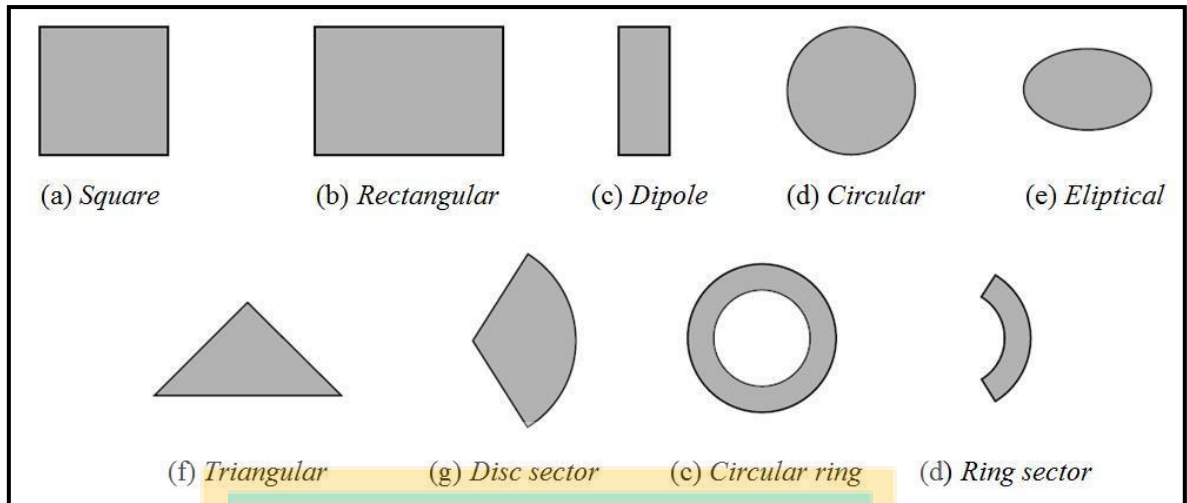 (a) Square (b) Rectangular (c) Dipole (d) Circular (e) Eliptical
(f) Triangular (g) Disc sector (c) Circular ring (d) Ring sector